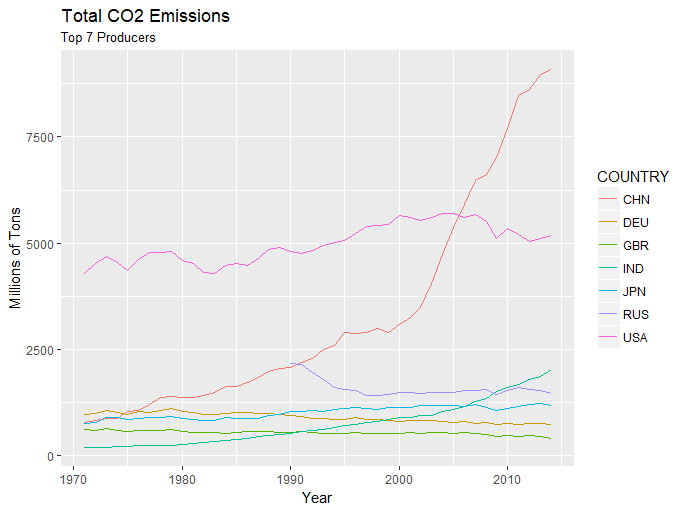 Total CO2 Emissions
Top 7 Producers
7500
5000
2500
0
Millions of Tons
1970 1980 1990 2000 2010
Year
COUNTRY
CHN
DEU
GBR
IND
JPN
RUS
USA